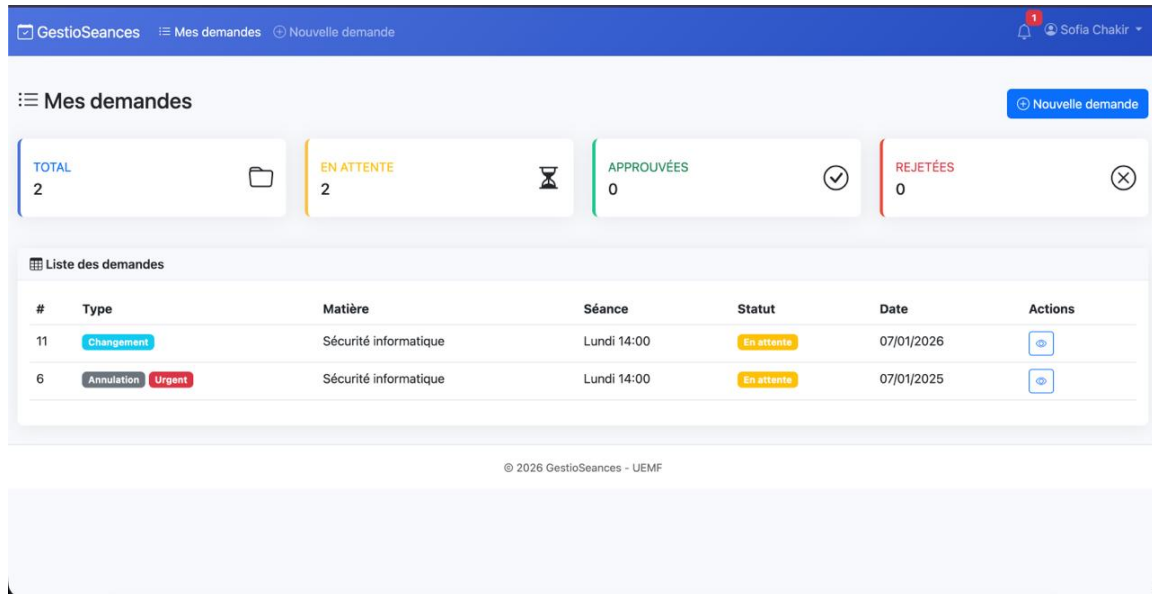 GestioSeances Mes demandes Nouvelle demande 1 Sofia Chakir
Mes demandes Nouvelle demande
TOTAL EN ATTENTE APPROUVÉES REJETÉES
2 2 0 0
Liste des demandes
# Type Matière Séance Statut Date Actions
11 Changement Sécurité informatique Lundi 14:00 En attente 07/01/2026
6 Annulation Urgent Sécurité informatique Lundi 14:00 En attente 07/01/2025
© 2026 GestioSeances - UEMF